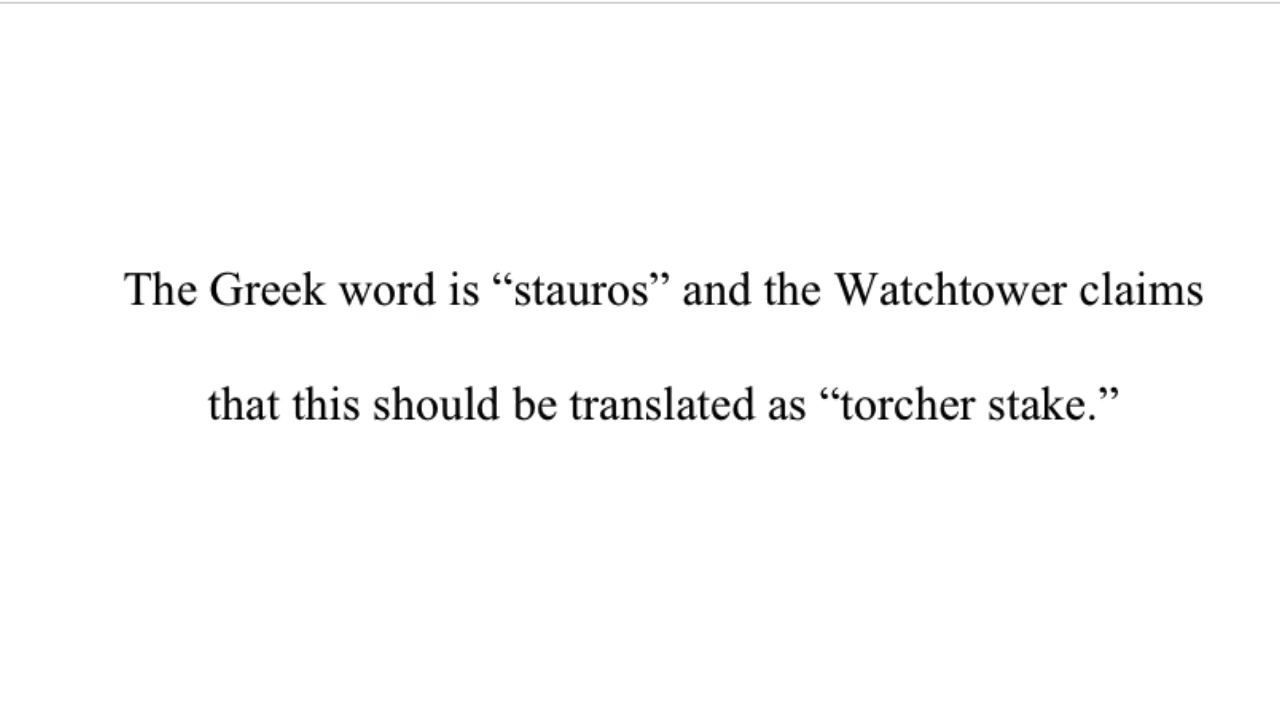 The Greek word is “stauros” and the Watchtower claims
that this should be translated as “torcher stake.”